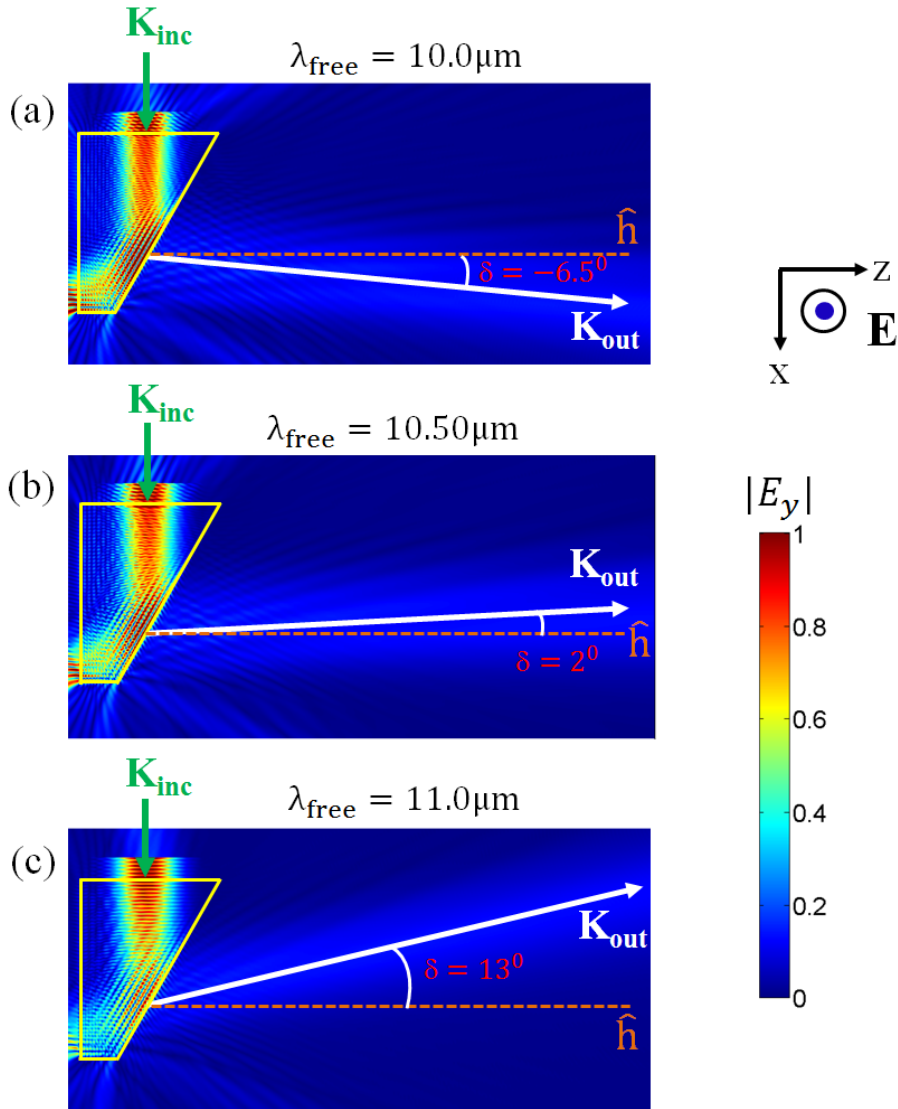 K_inc
λ_free = 10.0μm
(a)
ĥ
δ = −6.5⁰
K_out
Z
E
X
K_inc
λ_free = 10.50μm
(b)
K_out
ĥ
δ = 2⁰
|E_y|
1
0.8
0.6
0.4
0.2
0
K_inc
λ_free = 11.0μm
(c)
K_out
δ = 13⁰
ĥ